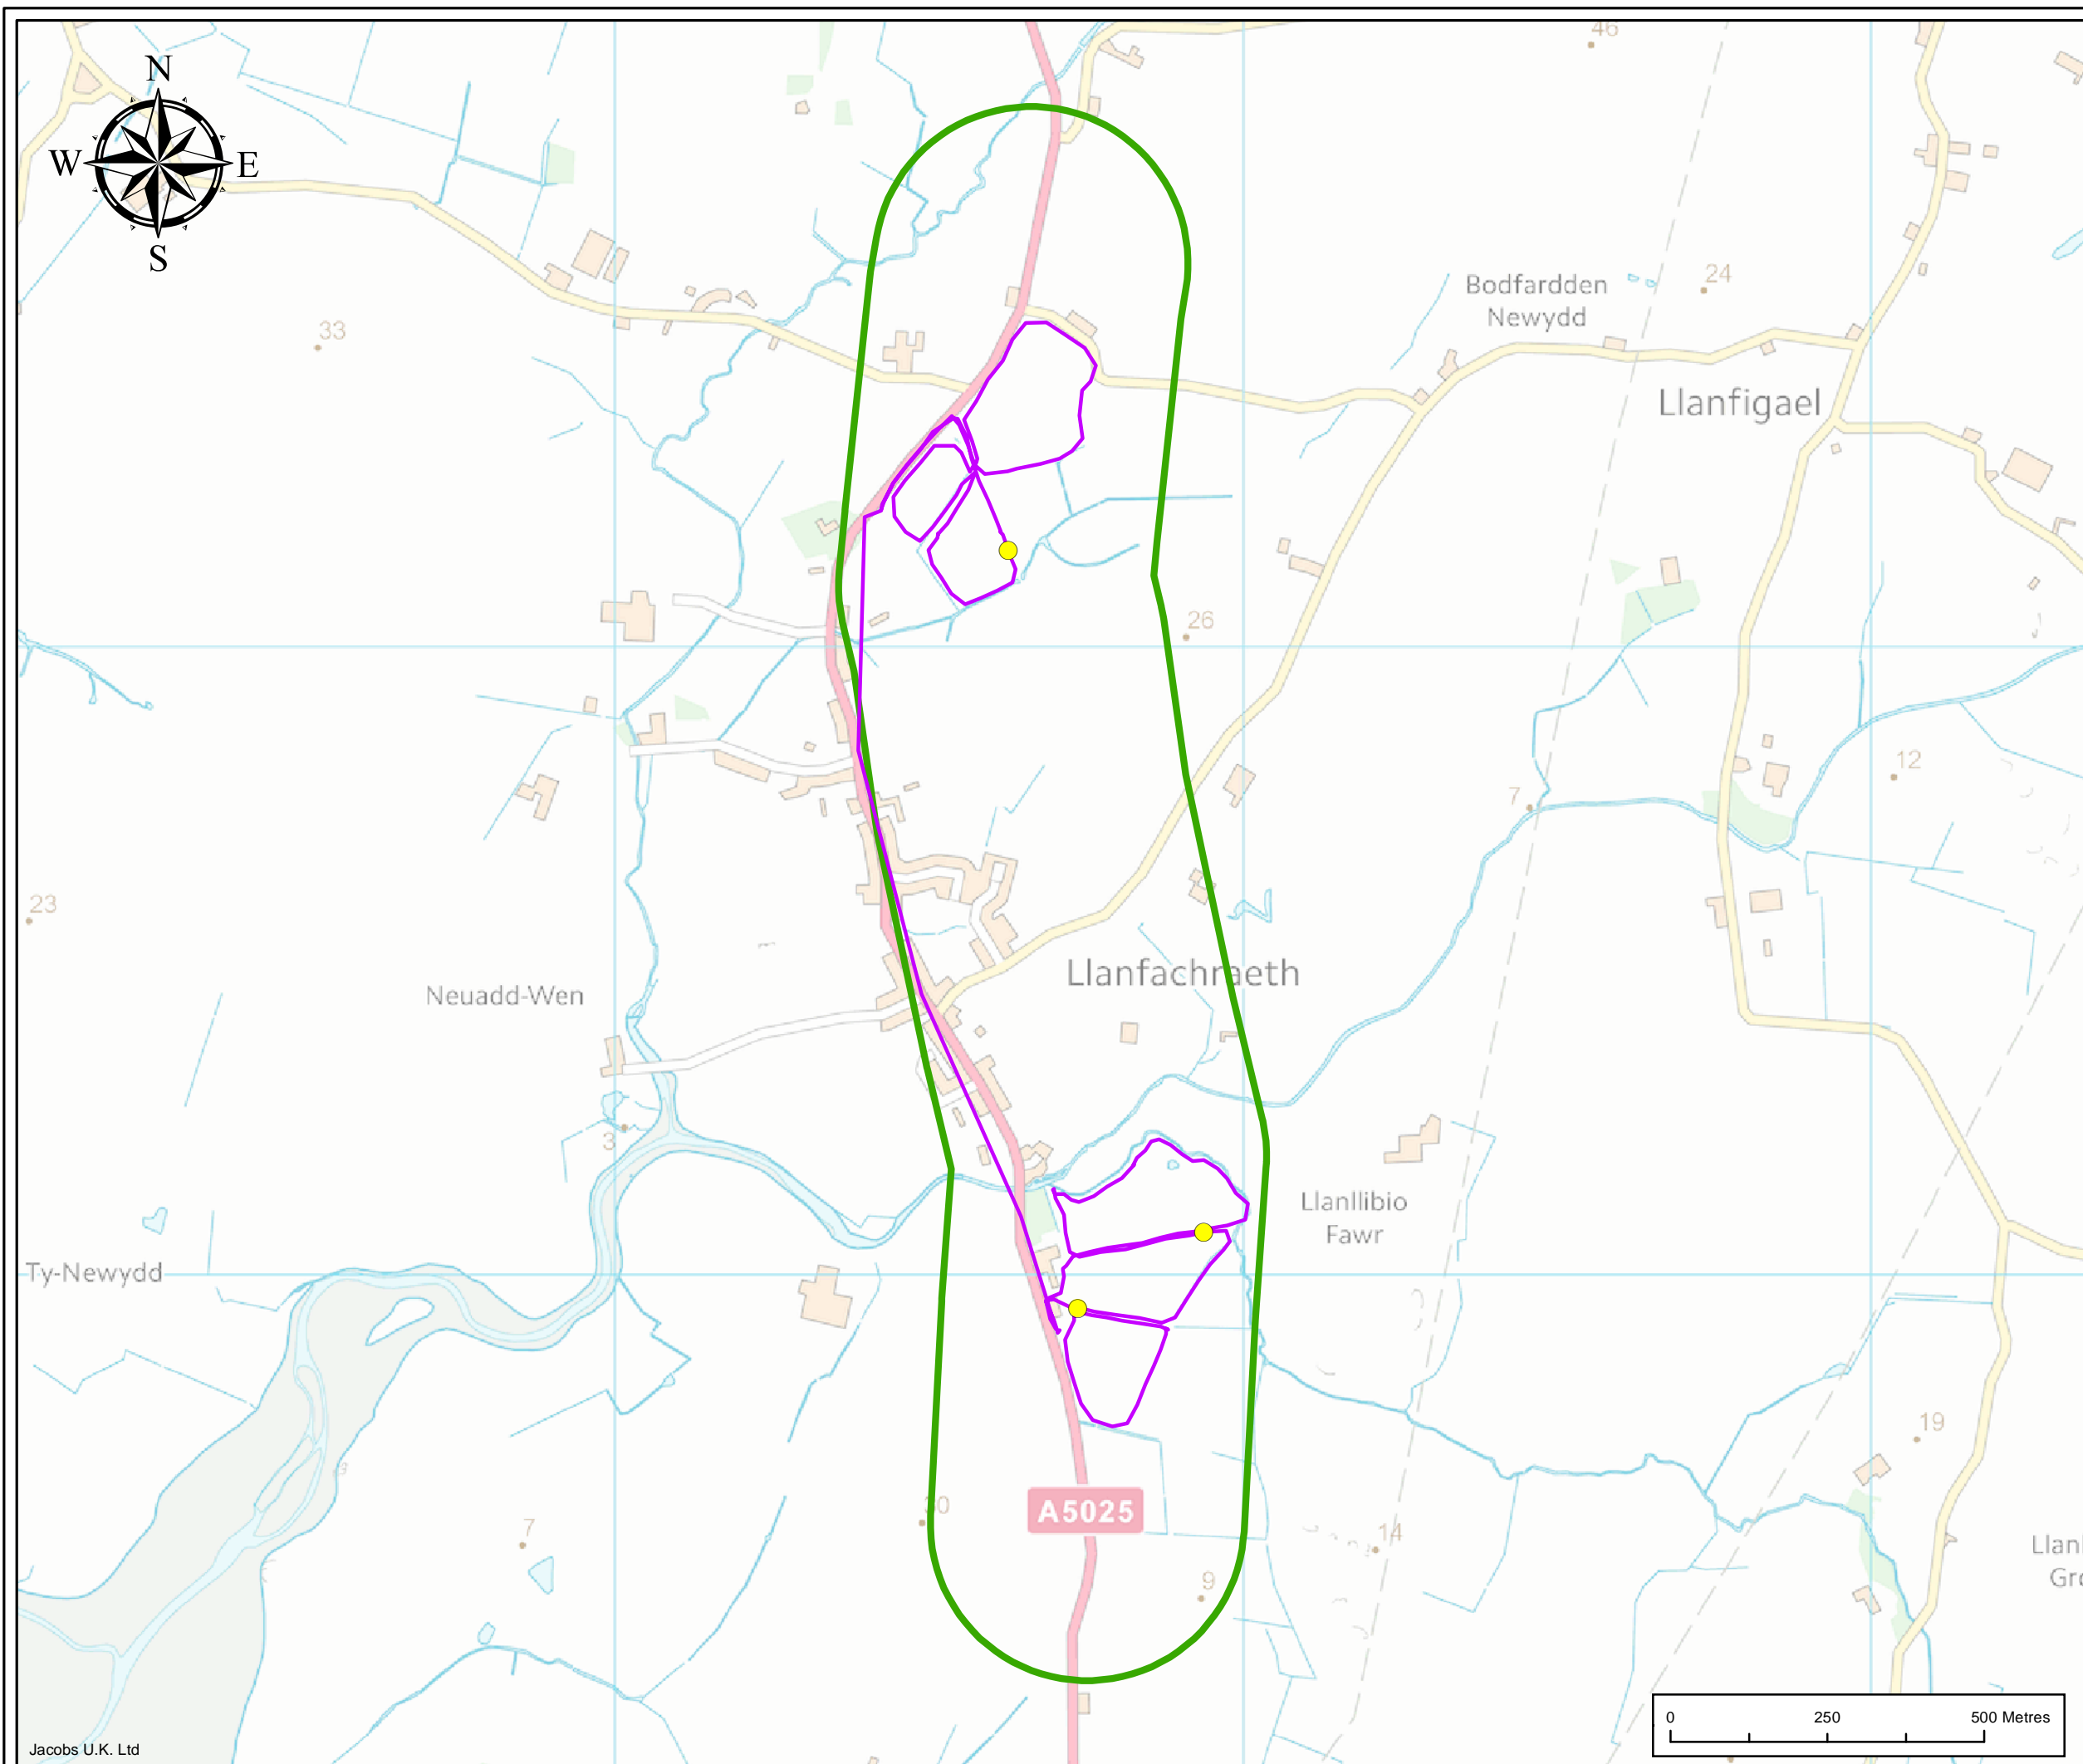 46
N
W
E
S
Bodfardden
Newydd
24
33
Llanfigael
26
12
7
23
Llanfachraeth
Neuadd-Wen
3
Llanllibio
Fawr
Ty-Newydd
19
A5025
7
14
9
0 250 500 Metres
Jacobs U.K. Ltd